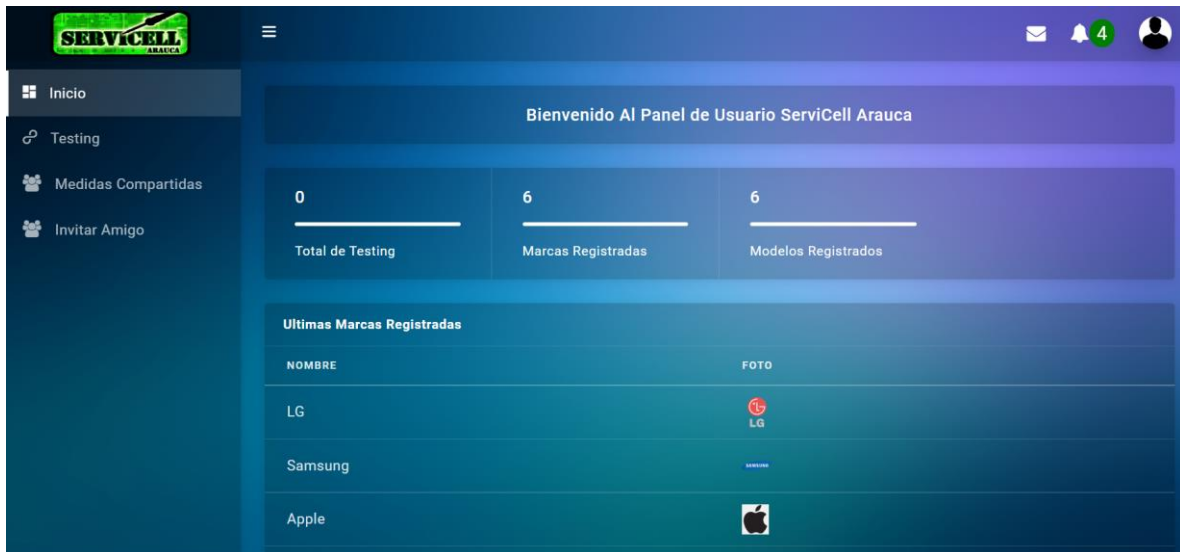 SERVICELL
ARAUCA
4
Inicio
Testing
Medidas Compartidas
Invitar Amigo
Bienvenido Al Panel de Usuario ServiCell Arauca
0
6
6
Total de Testing
Marcas Registradas
Modelos Registrados
Ultimas Marcas Registradas
NOMBRE
FOTO
LG
LG
Samsung
SAMSUNG
Apple